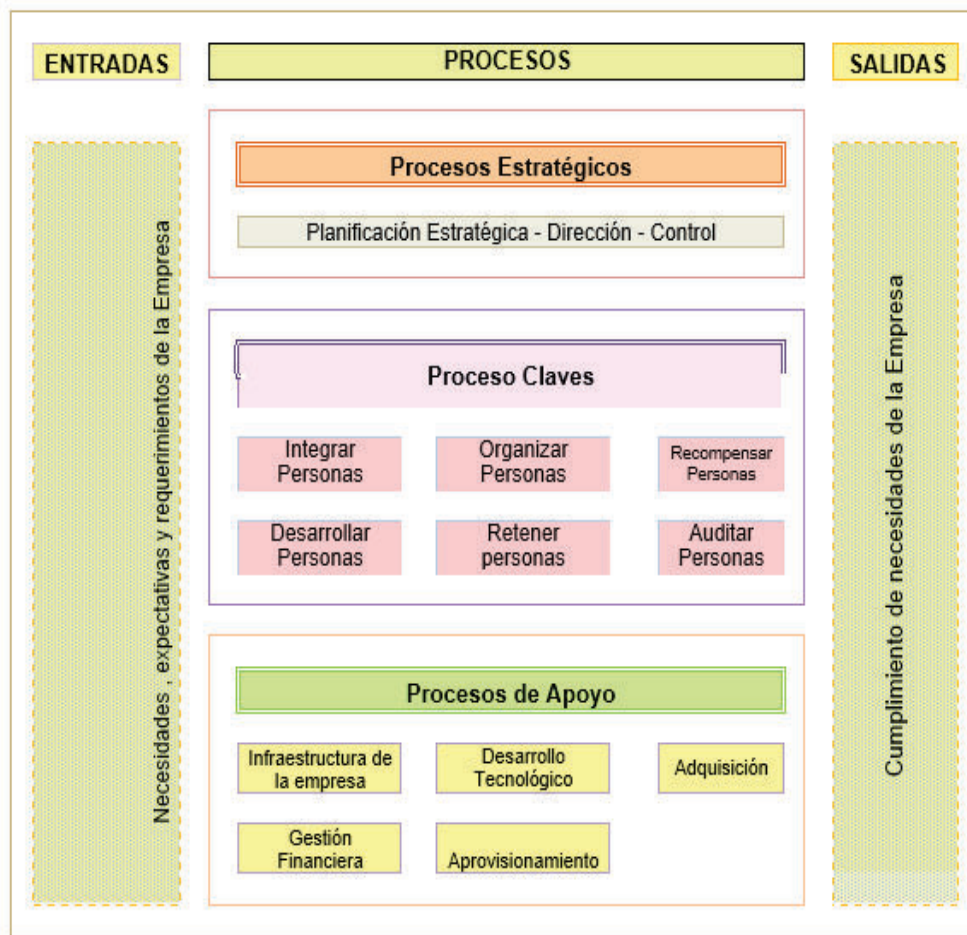 ENTRADAS
PROCESOS
SALIDAS
Necesidades , expectativas y requerimientos de la Empresa
Procesos Estratégicos
Planificación Estratégica - Dirección - Control
Proceso Claves
Integrar
Personas
Organizar
Personas
Recompensar
Personas
Desarrollar
Personas
Retener
personas
Auditar
Personas
Procesos de Apoyo
Infraestructura de
la empresa
Desarrollo
Tecnológico
Adquisición
Gestión
Financiera
Aprovisionamiento
Cumplimiento de necesidades de la Empresa